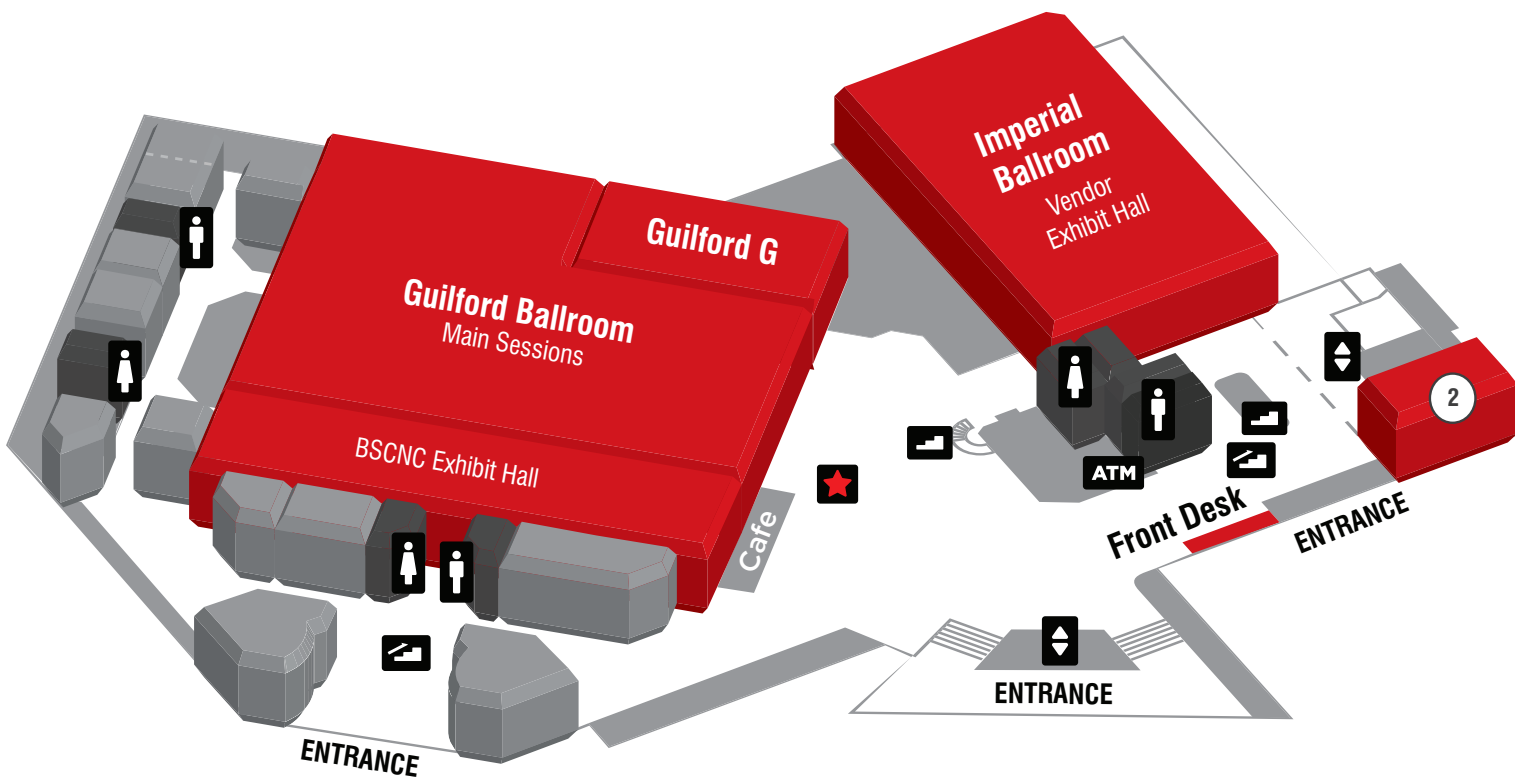 Imperial
Ballroom
Vendor
Exhibit Hall
Guilford G
Guilford Ballroom
Main Sessions
BSCNC Exhibit Hall
Cafe
ATM
2
Front Desk
ENTRANCE
ENTRANCE
ENTRANCE